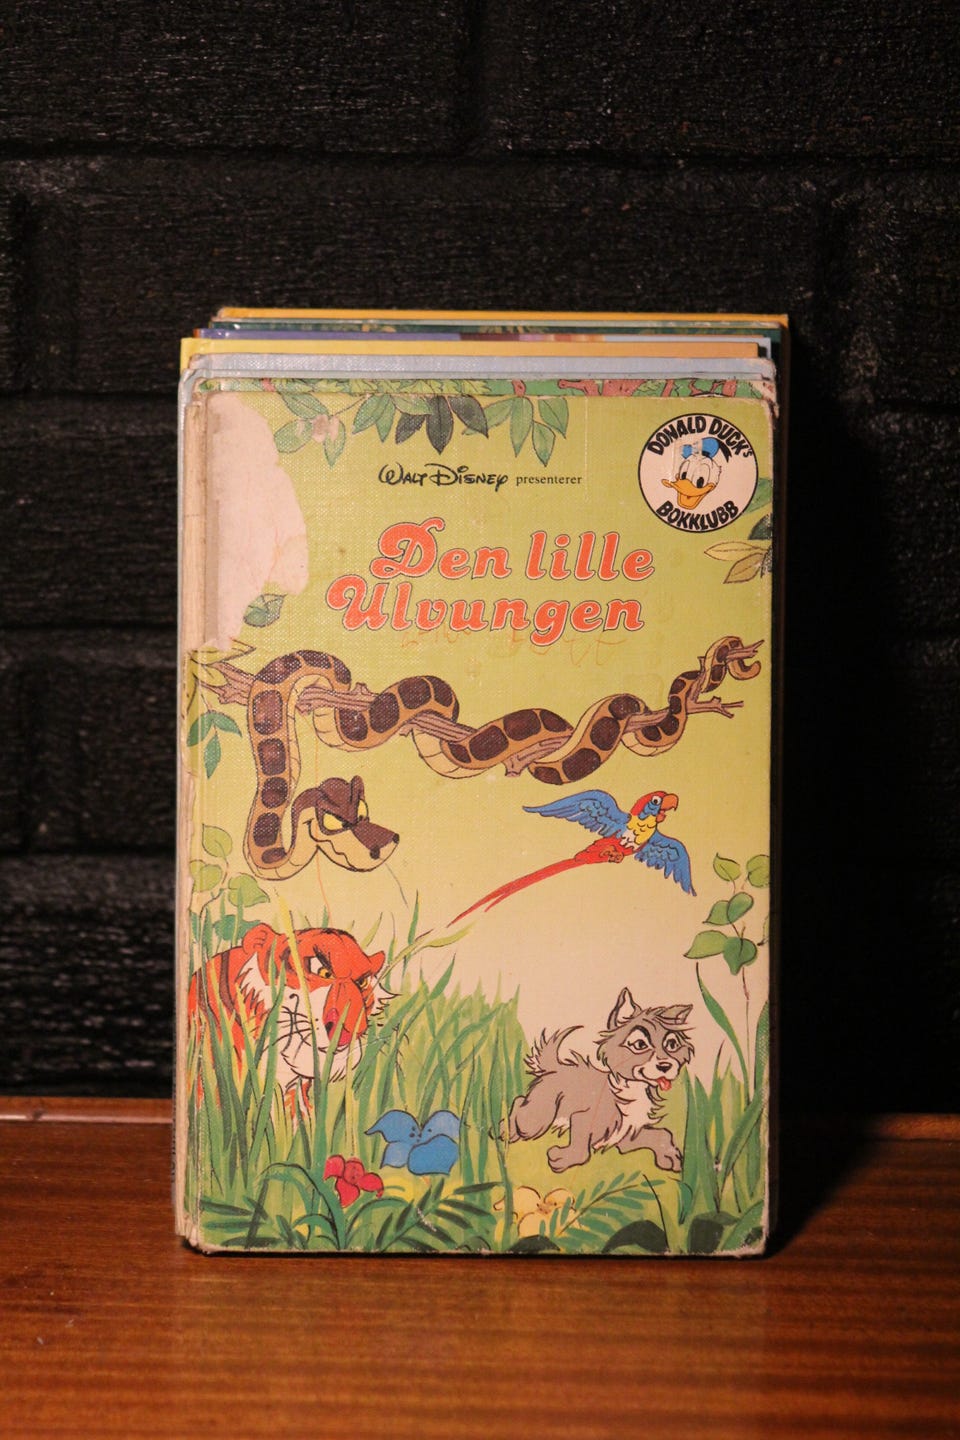 DONALD DUCK's
BOKKLUBB
WALT DISNEY presenterer
Den lille
Ulvungen